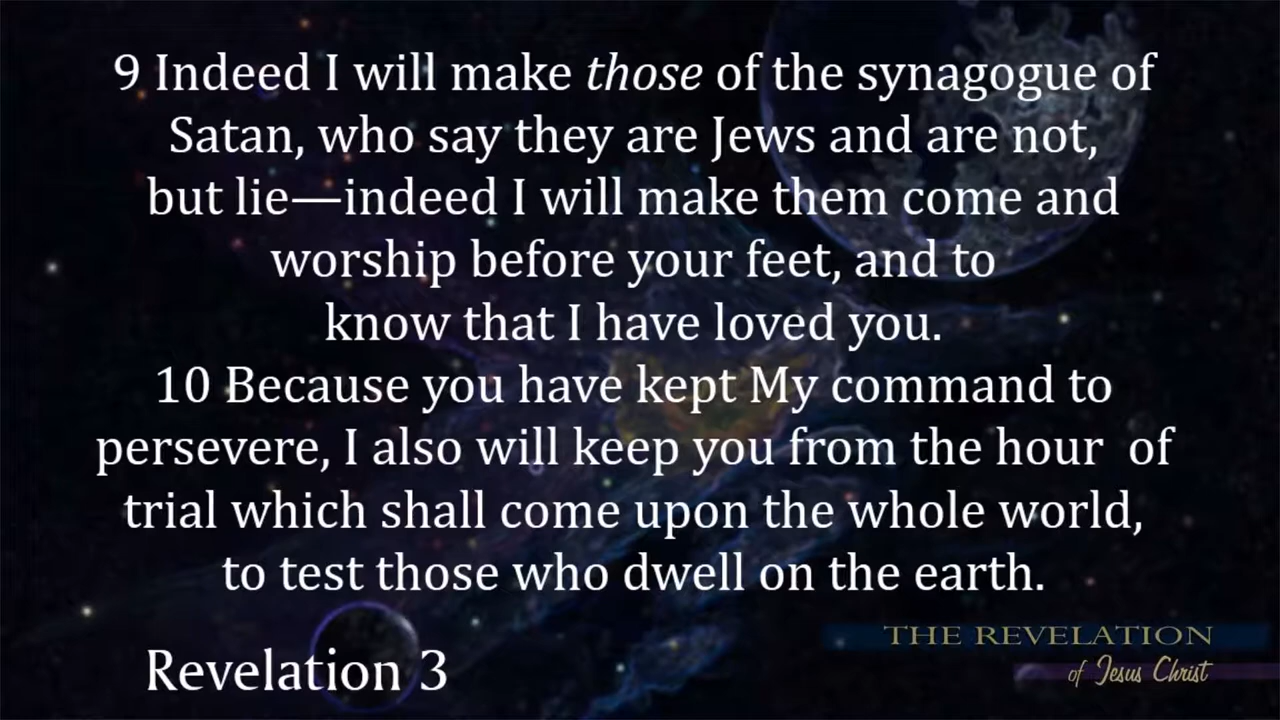 9 Indeed I will make those of the synagogue of
Satan, who say they are Jews and are not,
but lie—indeed I will make them come and
worship before your feet, and to
know that I have loved you.
10 Because you have kept My command to
persevere, I also will keep you from the hour  of
trial which shall come upon the whole world,
to test those who dwell on the earth.
Revelation 3
THE REVELATION
of Jesus Christ